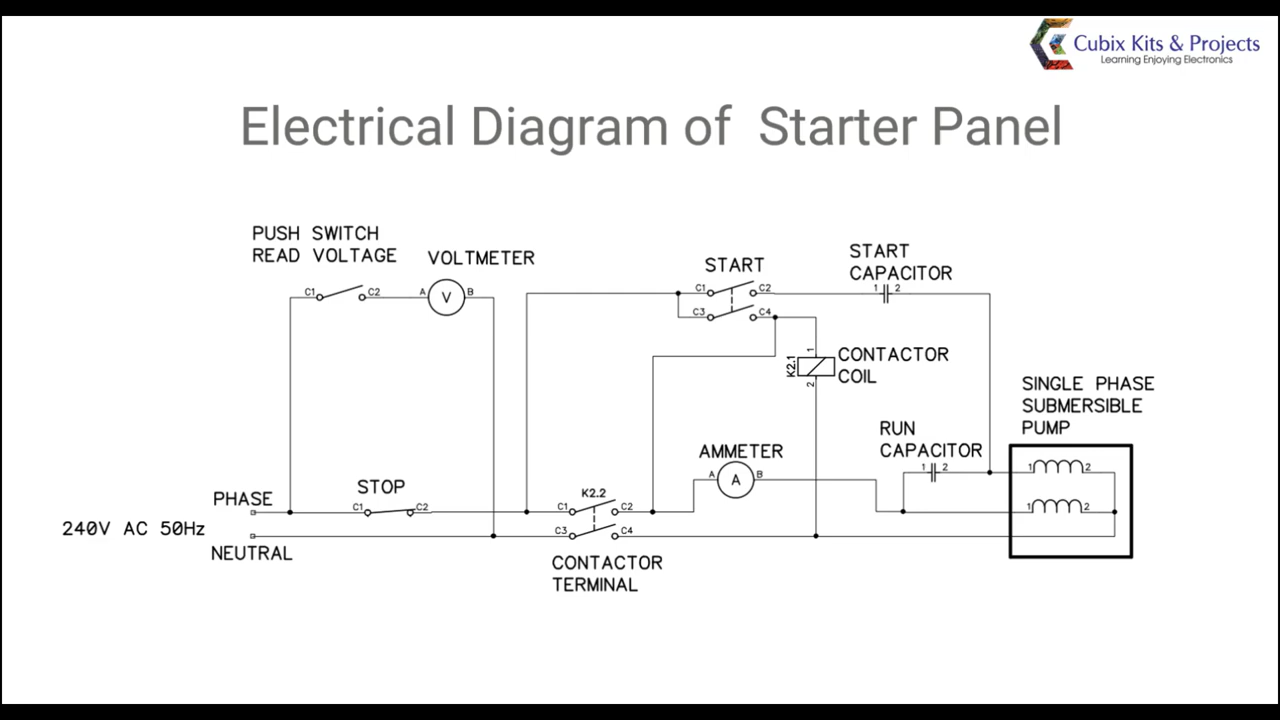 Cubix Kits & Projects
Learning Enjoying Electronics
Electrical Diagram of Starter Panel
PUSH SWITCH
READ VOLTAGE
VOLTMETER
C1 C2 A V B
START
C1 C2
C3 C4
START
CAPACITOR
1 2
K2.1
1
2
CONTACTOR
COIL
SINGLE PHASE
SUBMERSIBLE
PUMP
RUN
CAPACITOR
1 2
AMMETER
A A B
1 2
1 2
240V AC 50Hz
PHASE
NEUTRAL
STOP
C1 C2
K2.2
C1 C2
C3 C4
CONTACTOR
TERMINAL